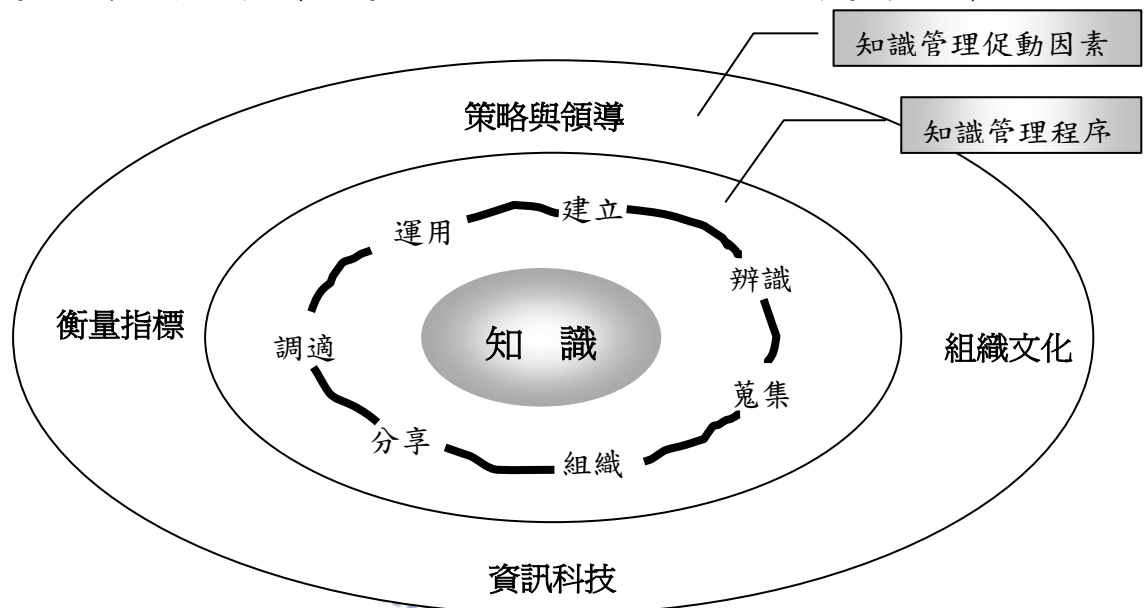 知識管理促動因素
策略與領導
知識管理程序
建立
運用
辨識
衡量指標
知 識
組織文化
調適
蒐集
分享
組織
資訊科技